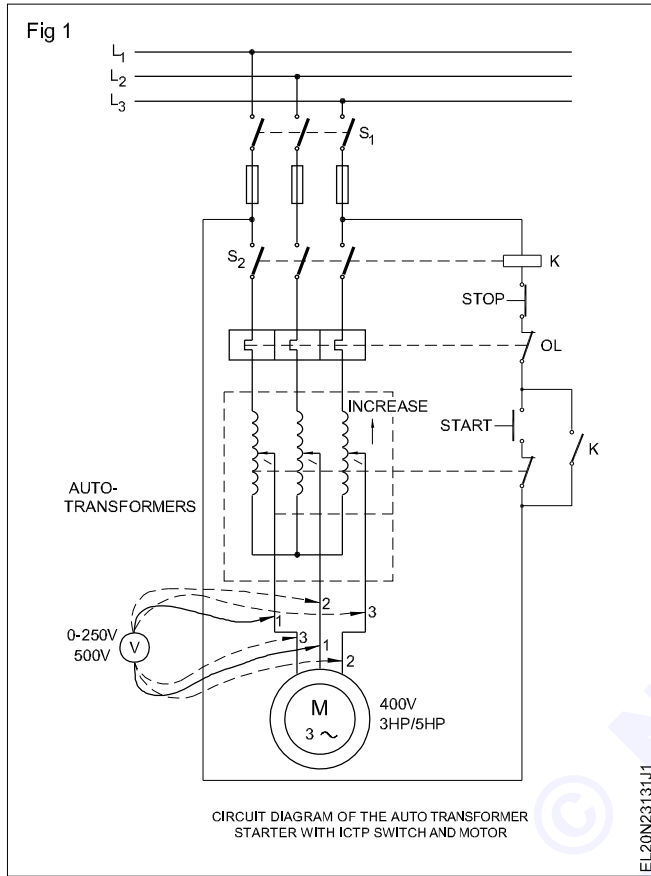 Fig 1
L1
L2
L3
S1
S2
K
STOP
OL
INCREASE
START
K
AUTO-
TRANSFORMERS
2
3
1
3
0-250V
500V
V
1
2
M
3 ~
400V
3HP/5HP
CIRCUIT DIAGRAM OF THE AUTO TRANSFORMER
STARTER WITH ICTP SWITCH AND MOTOR
EL20N23131J1
©